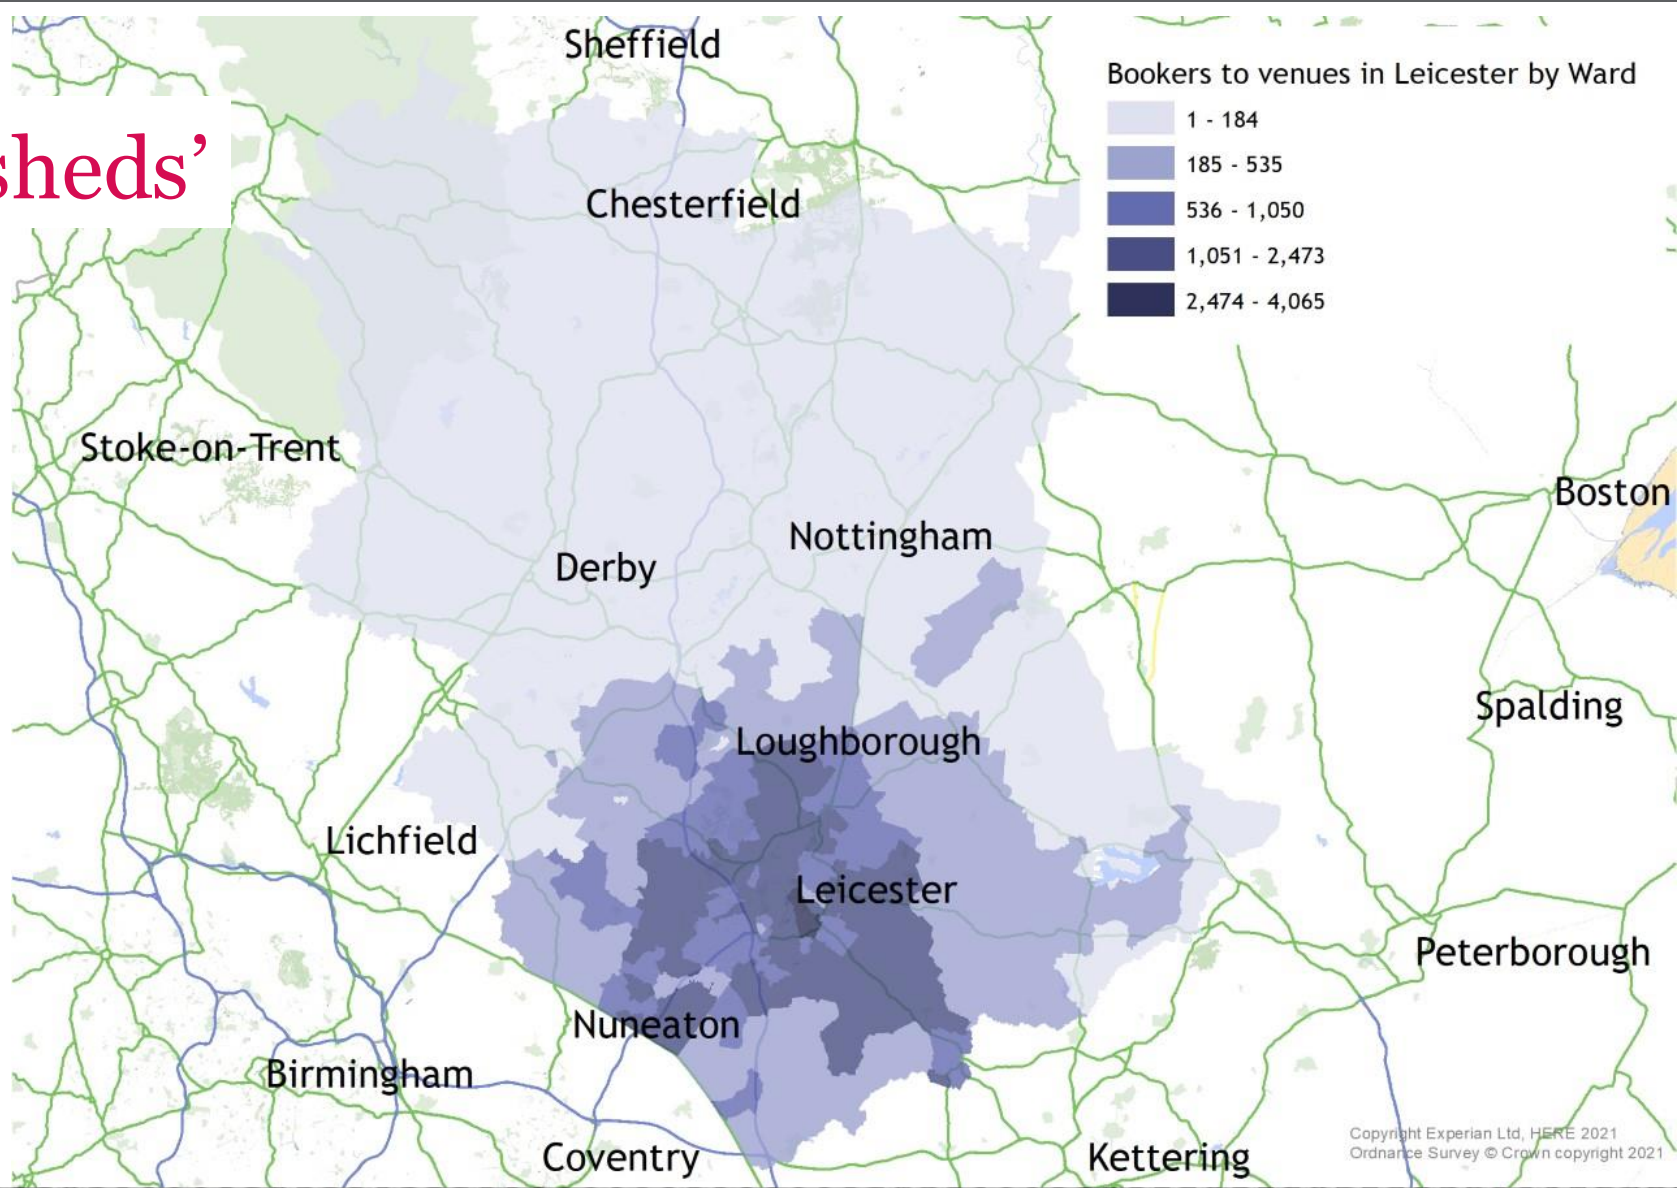 sheds’
Bookers to venues in Leicester by Ward
1 - 184
185 - 535
536 - 1,050
1,051 - 2,473
2,474 - 4,065
Sheffield
Chesterfield
Stoke-on-Trent
Boston
Nottingham
Derby
Spalding
Loughborough
Lichfield
Leicester
Peterborough
Nuneaton
Birmingham
Coventry
Kettering
Copyright Experian Ltd, HERE 2021
Ordnance Survey © Crown copyright 2021